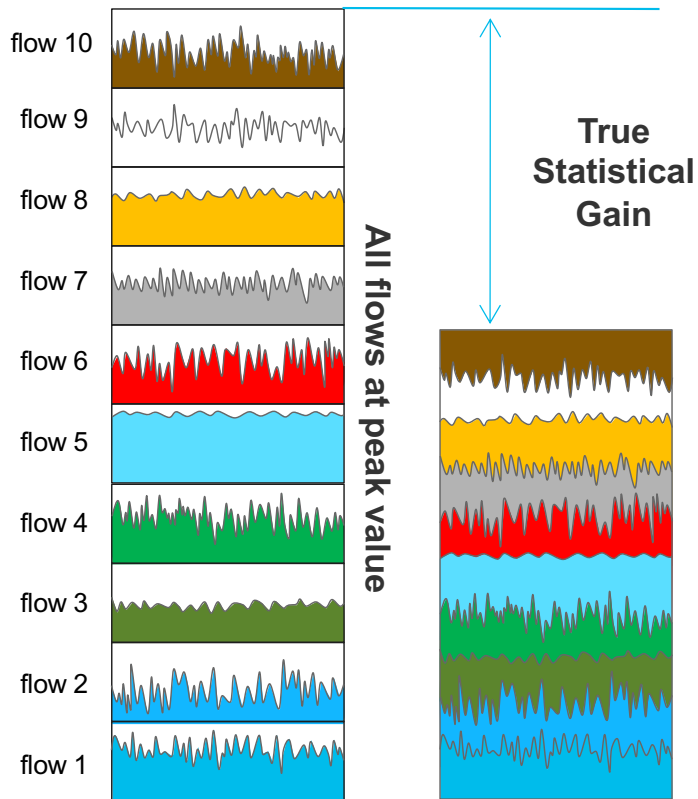 flow 10
flow 9
flow 8
flow 7
flow 6
flow 5
flow 4
flow 3
flow 2
flow 1
All flows at peak value
True
Statistical
Gain